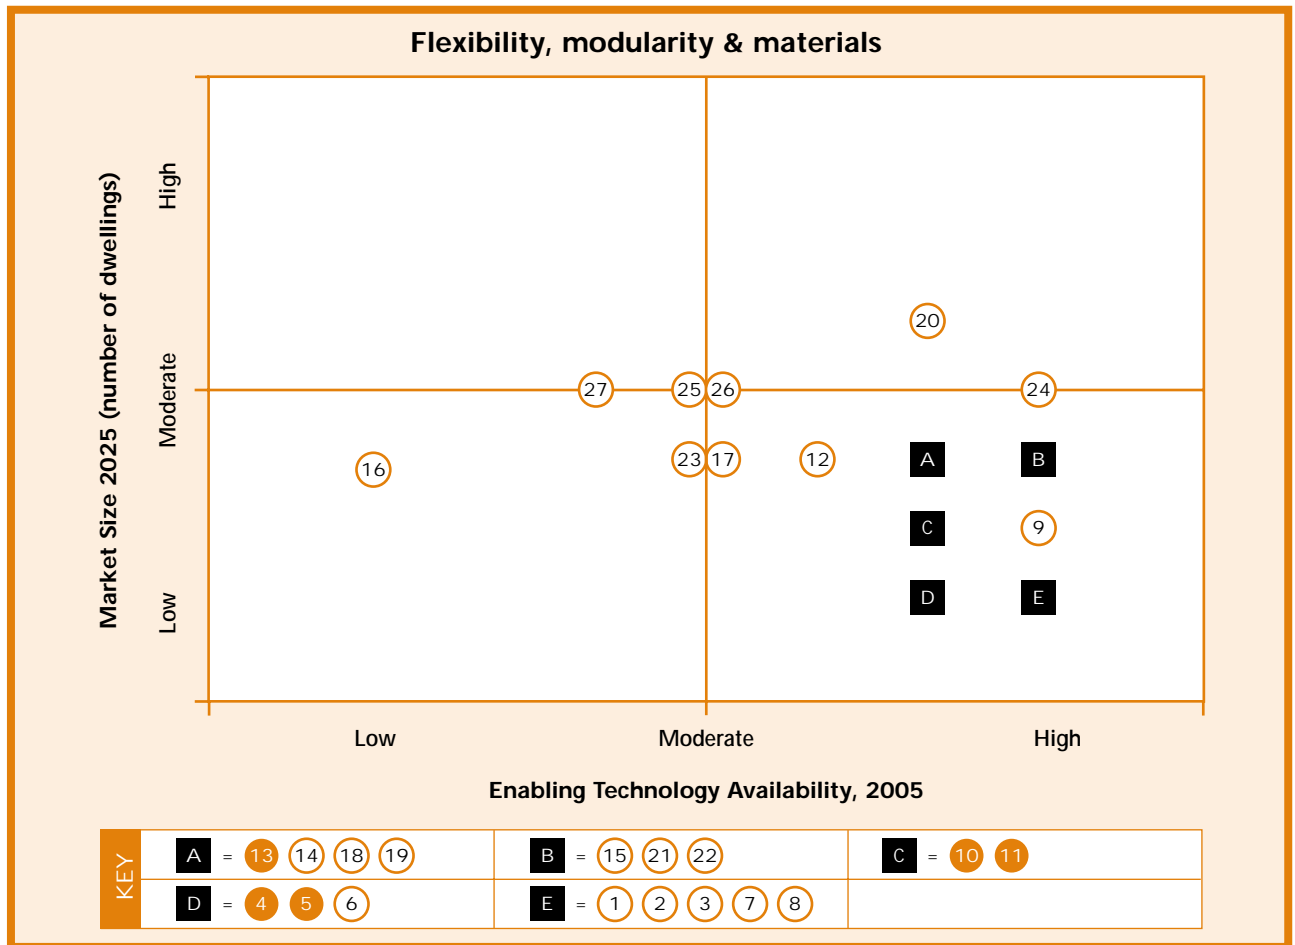 Flexibility, modularity & materials
Market Size 2025 (number of dwellings)
High
Moderate
Low
20
27 25 26 24
16 23 17 12 A B
C 9
D E
Low Moderate High
Enabling Technology Availability, 2005
KEY
A = 13 14 18 19
B = 15 21 22
C = 10 11
D = 4 5 6
E = 1 2 3 7 8